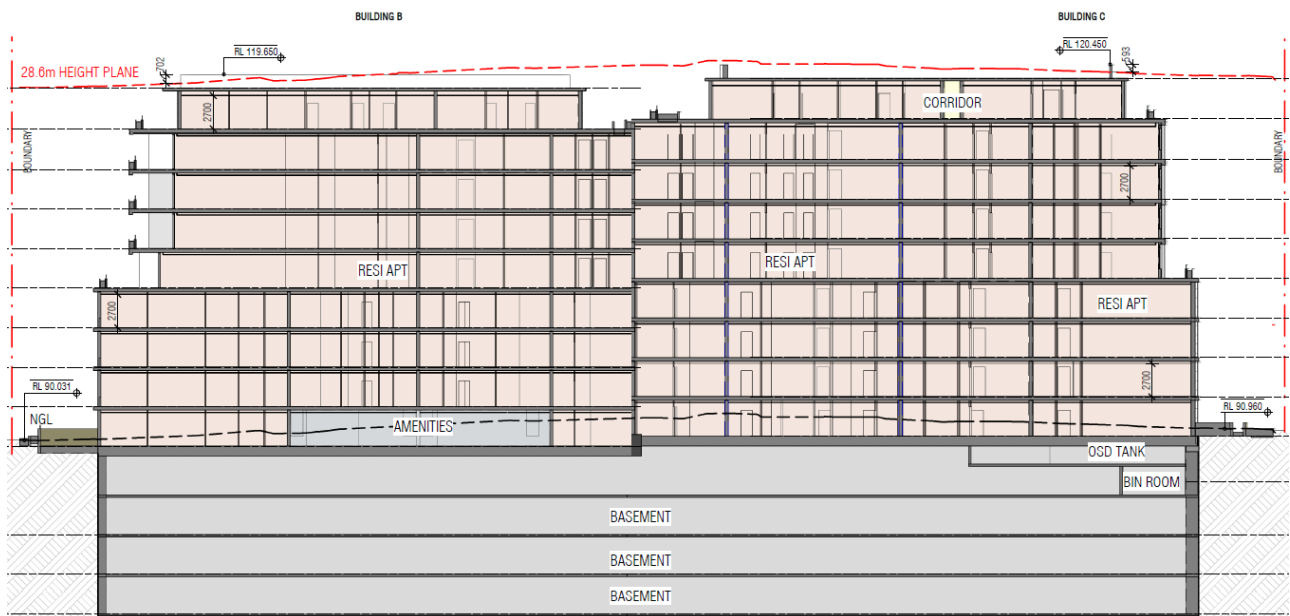 BUILDING B
BUILDING C
RL 119.650
RL 120.450
702
593
28.6m HEIGHT PLANE
2700
CORRIDOR
BOUNDARY
BOUNDARY
2700
RESI APT
RESI APT
2700
RESI APT
2700
RL 90.031
RL 90.960
NGL
AMENITIES
OSD TANK
BIN ROOM
BASEMENT
BASEMENT
BASEMENT